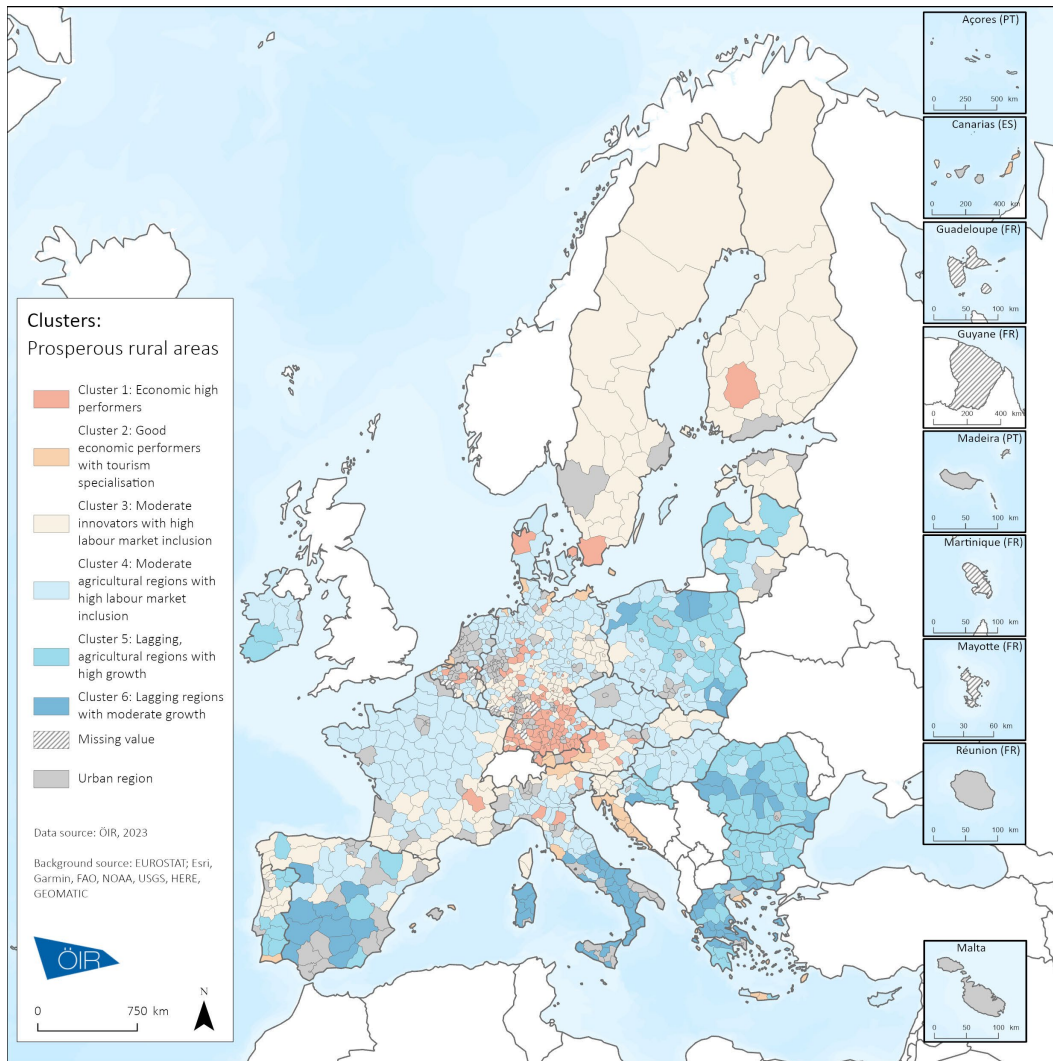 Clusters:
Prosperous rural areas
Cluster 1: Economic high
performers
Cluster 2: Good
economic performers
with tourism
specialisation
Cluster 3: Moderate
innovators with high
labour market inclusion
Cluster 4: Moderate
agricultural regions with
high labour market
inclusion
Cluster 5: Lagging,
agricultural regions with
high growth
Cluster 6: Lagging regions
with moderate growth
Missing value
Urban region
Data source: ÖIR, 2023
Background source: EUROSTAT; Esri,
Garmin, FAO, NOAA, USGS, HERE,
GEOMATIC
ÖIR
N
0 750 km
Açores (PT)
0 250 500 km
Canarias (ES)
0 200 400 km
Guadeloupe (FR)
0 50 100 km
Guyane (FR)
0 200 400 km
Madeira (PT)
0 50 100 km
Martinique (FR)
0 50 100 km
Mayotte (FR)
0 30 60 km
Réunion (FR)
0 50 100 km
Malta
0 50 100 km